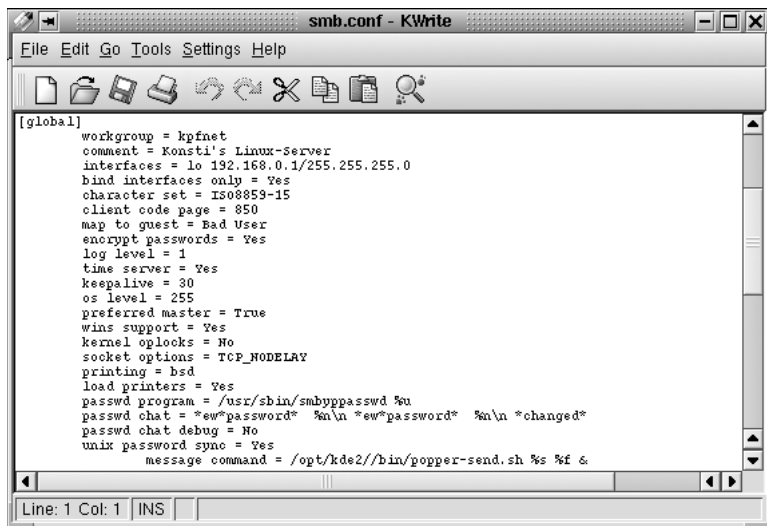 smb.conf - KWrite
File Edit Go Tools Settings Help
[global]
workgroup = kpfnet
comment = Konsti's Linux-Server
interfaces = lo 192.168.0.1/255.255.255.0
bind interfaces only = Yes
character set = ISO8859-15
client code page = 850
map to guest = Bad User
encrypt passwords = Yes
log level = 1
time server = Yes
keepalive = 30
os level = 255
preferred master = True
wins support = Yes
kernel oplocks = No
socket options = TCP_NODELAY
printing = bsd
load printers = Yes
passwd program = /usr/sbin/smbyppasswd %u
passwd chat = *ew*password*  %n\n *ew*password*  %n\n *changed*
passwd chat debug = No
unix password sync = Yes
message command = /opt/kde2//bin/popper-send.sh %s %f &
Line: 1 Col: 1 INS